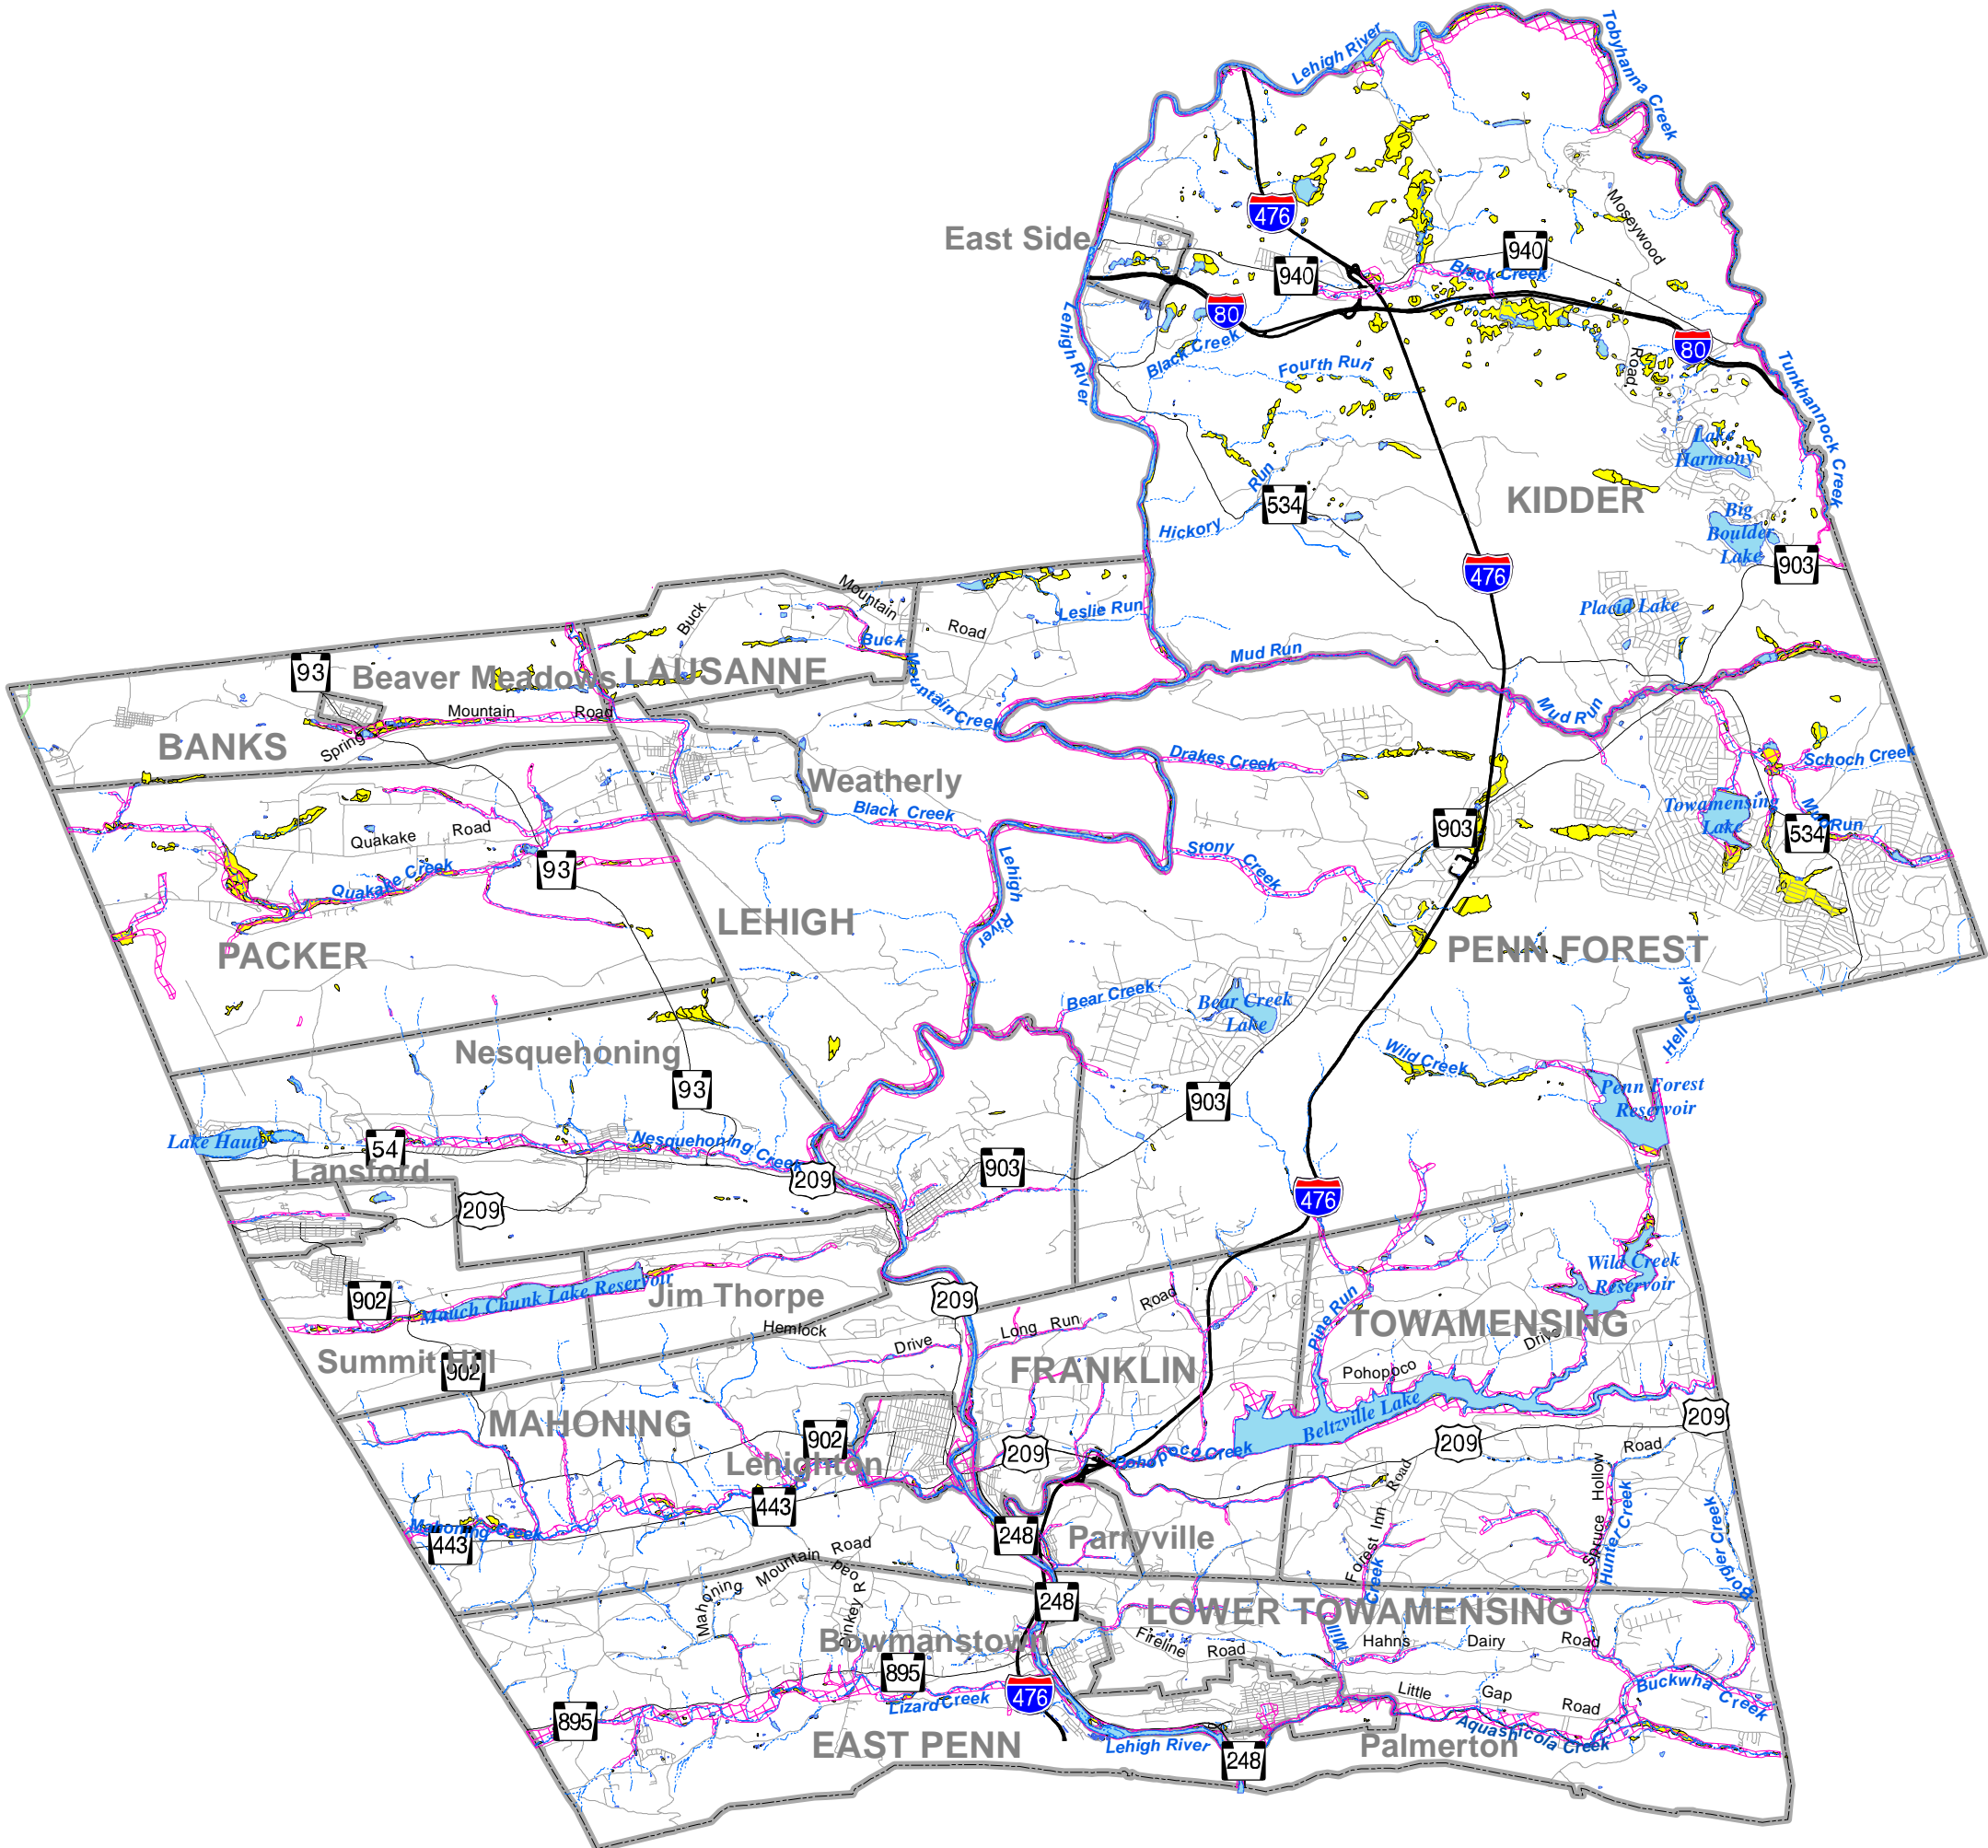 Lehigh River
Tobyhanna Creek
476
East Side
Moseywood
Road
940
940
Black Creek
80
80
Lehigh River
Black Creek
Fourth Run
Tunkhannock Creek
Lake
Harmony
KIDDER
Run
534
Hickory
Big
Boulder
Lake
903
476
Mountain
Buck
Leslie Run
Road
Placid Lake
Buck
Mountain Creek
Mud Run
93
Beaver Meadows
LAUSANNE
Mountain
Road
Spring
BANKS
Mud Run
Drakes Creek
Schoch Creek
Weatherly
Towamensing
Lake
Mud Run
534
Black Creek
903
Quakake
Road
93
Quakake Creek
Stony Creek
Lehigh
River
LEHIGH
PACKER
PENN FOREST
Bear Creek
Bear Creek
Lake
Hell Creek
Nesquehoning
93
Wild Creek
903
Penn Forest
Reservoir
Lake Hauto
54
Nesquehoning Creek
Lansford
209
903
209
476
Wild Creek
Reservoir
Mauch Chunk Lake Reservoir
Jim Thorpe
902
209
Road
Long Run
Hemlock
Drive
Pine Run
TOWAMENSING
Drive
Pohopoco
Summit Hill
902
FRANKLIN
MAHONING
902
Lehighton
209
Pohopoco Creek
Beltzville Lake
209
209
Road
443
Mahoning Creek
443
248
Parryville
Forest Inn
Road
Spruce Hollow
Hunter Creek
Borger Creek
Mahoning
Mountain
Road
Pinkey Road
248
LOWER TOWAMENSING
Mill
Creek
Bowmanstown
Fireline
Road
Hahns
Dairy
Road
895
Lizard Creek
476
895
Little
Gap
Road
Buckwha Creek
Aquashicola Creek
EAST PENN
Lehigh River
248
Palmerton